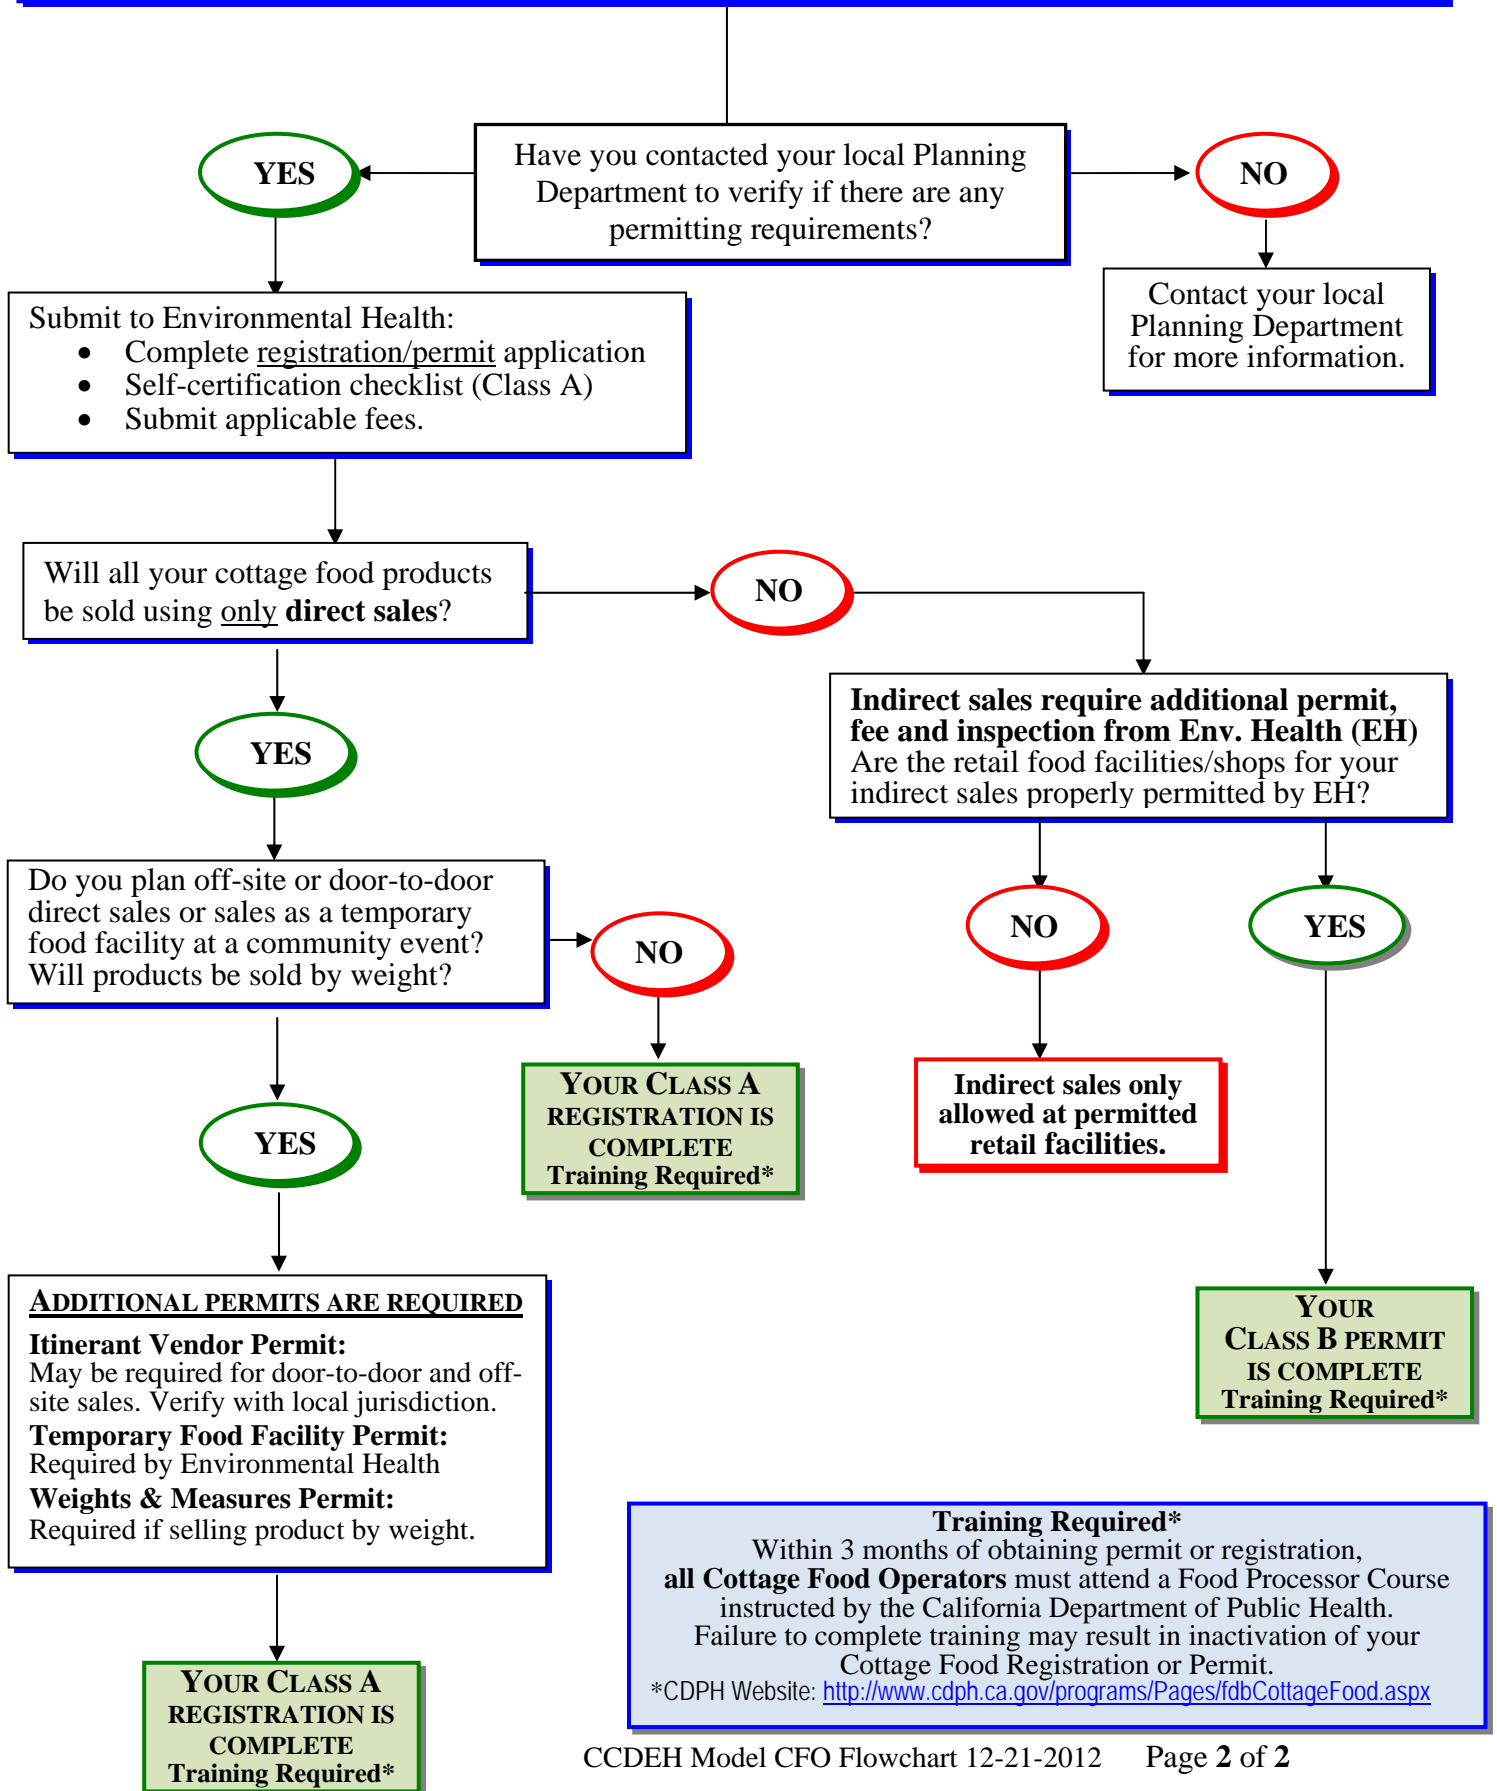 Have you contacted your local Planning
Department to verify if there are any
permitting requirements?
YES
NO
Contact your local
Planning Department
for more information.
Submit to Environmental Health:
• Complete registration/permit application
• Self-certification checklist (Class A)
• Submit applicable fees.
Will all your cottage food products
be sold using only direct sales?
NO
YES
Indirect sales require additional permit,
fee and inspection from Env. Health (EH)
Are the retail food facilities/shops for your
indirect sales properly permitted by EH?
Do you plan off-site or door-to-door
direct sales or sales as a temporary
food facility at a community event?
Will products be sold by weight?
NO
NO
YES
YOUR CLASS A
REGISTRATION IS
COMPLETE
Training Required*
Indirect sales only
allowed at permitted
retail facilities.
YES
ADDITIONAL PERMITS ARE REQUIRED
Itinerant Vendor Permit:
May be required for door-to-door and off-
site sales. Verify with local jurisdiction.
Temporary Food Facility Permit:
Required by Environmental Health
Weights & Measures Permit:
Required if selling product by weight.
YOUR
CLASS B PERMIT
IS COMPLETE
Training Required*
Training Required*
Within 3 months of obtaining permit or registration,
all Cottage Food Operators must attend a Food Processor Course
instructed by the California Department of Public Health.
Failure to complete training may result in inactivation of your
Cottage Food Registration or Permit.
*CDPH Website: http://www.cdph.ca.gov/programs/Pages/fdbCottageFood.aspx
YOUR CLASS A
REGISTRATION IS
COMPLETE
Training Required*
CCDEH Model CFO Flowchart 12-21-2012 Page 2 of 2